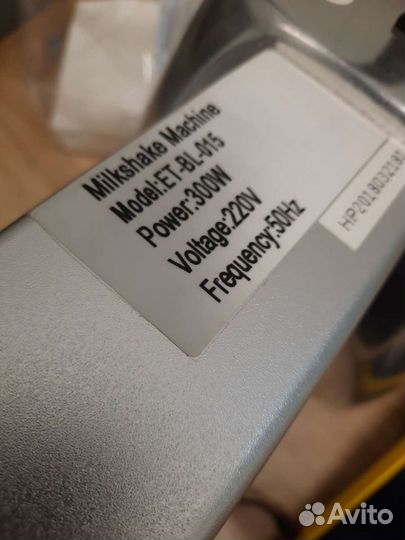 Milkshake Machine
Model:ET-BL-015
Power:300W
Voltage:220V
Frequency:50Hz
Avito